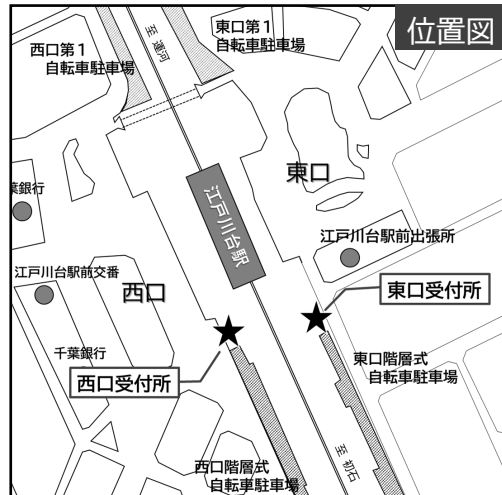 位置図
西口第1
自転車駐車場
至 運河
東口第1
自転車駐車場
東口
葉銀行
江戸川台駅
江戸川台駅前出張所
江戸川台駅前交番
西口
東口受付所
千葉銀行
西口受付所
東口階層式
自転車駐車場
至 初石
西口階層式
自転車駐車場